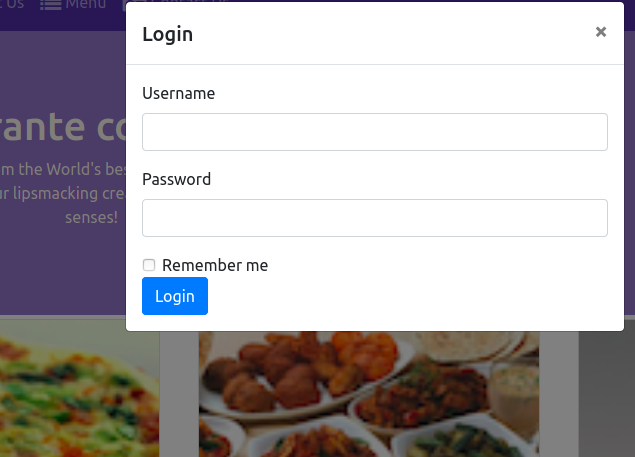 Us Menu
Login ×
rante co
m the World's bes
ur lipsmacking cre
senses!
Username
Password
Remember me
Login